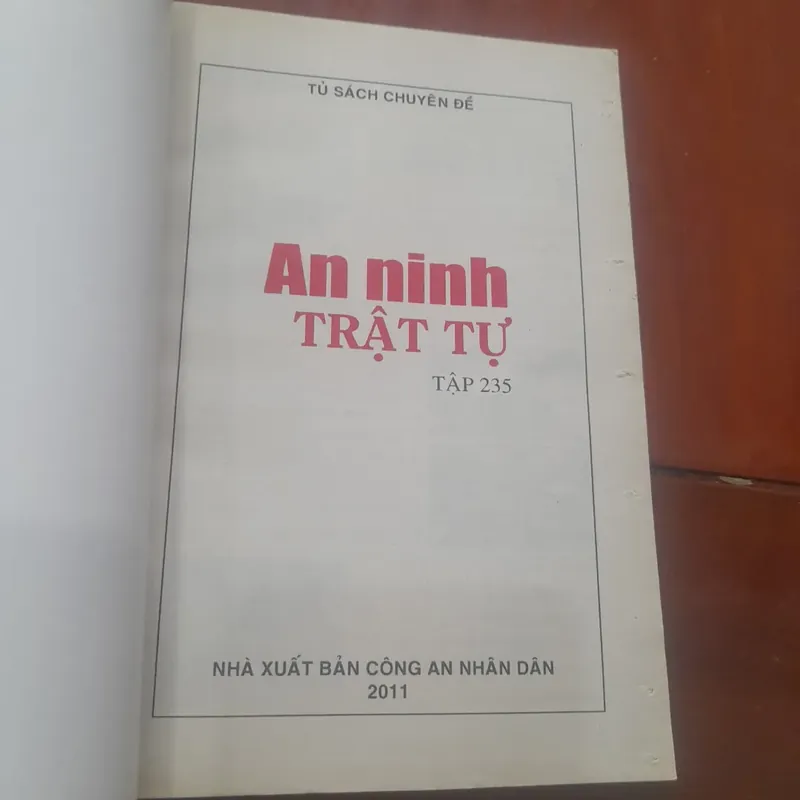 TỦ SÁCH CHUYÊN ĐỀ
An ninh
TRẬT TỰ
TẬP 235
NHÀ XUẤT BẢN CÔNG AN NHÂN DÂN
2011